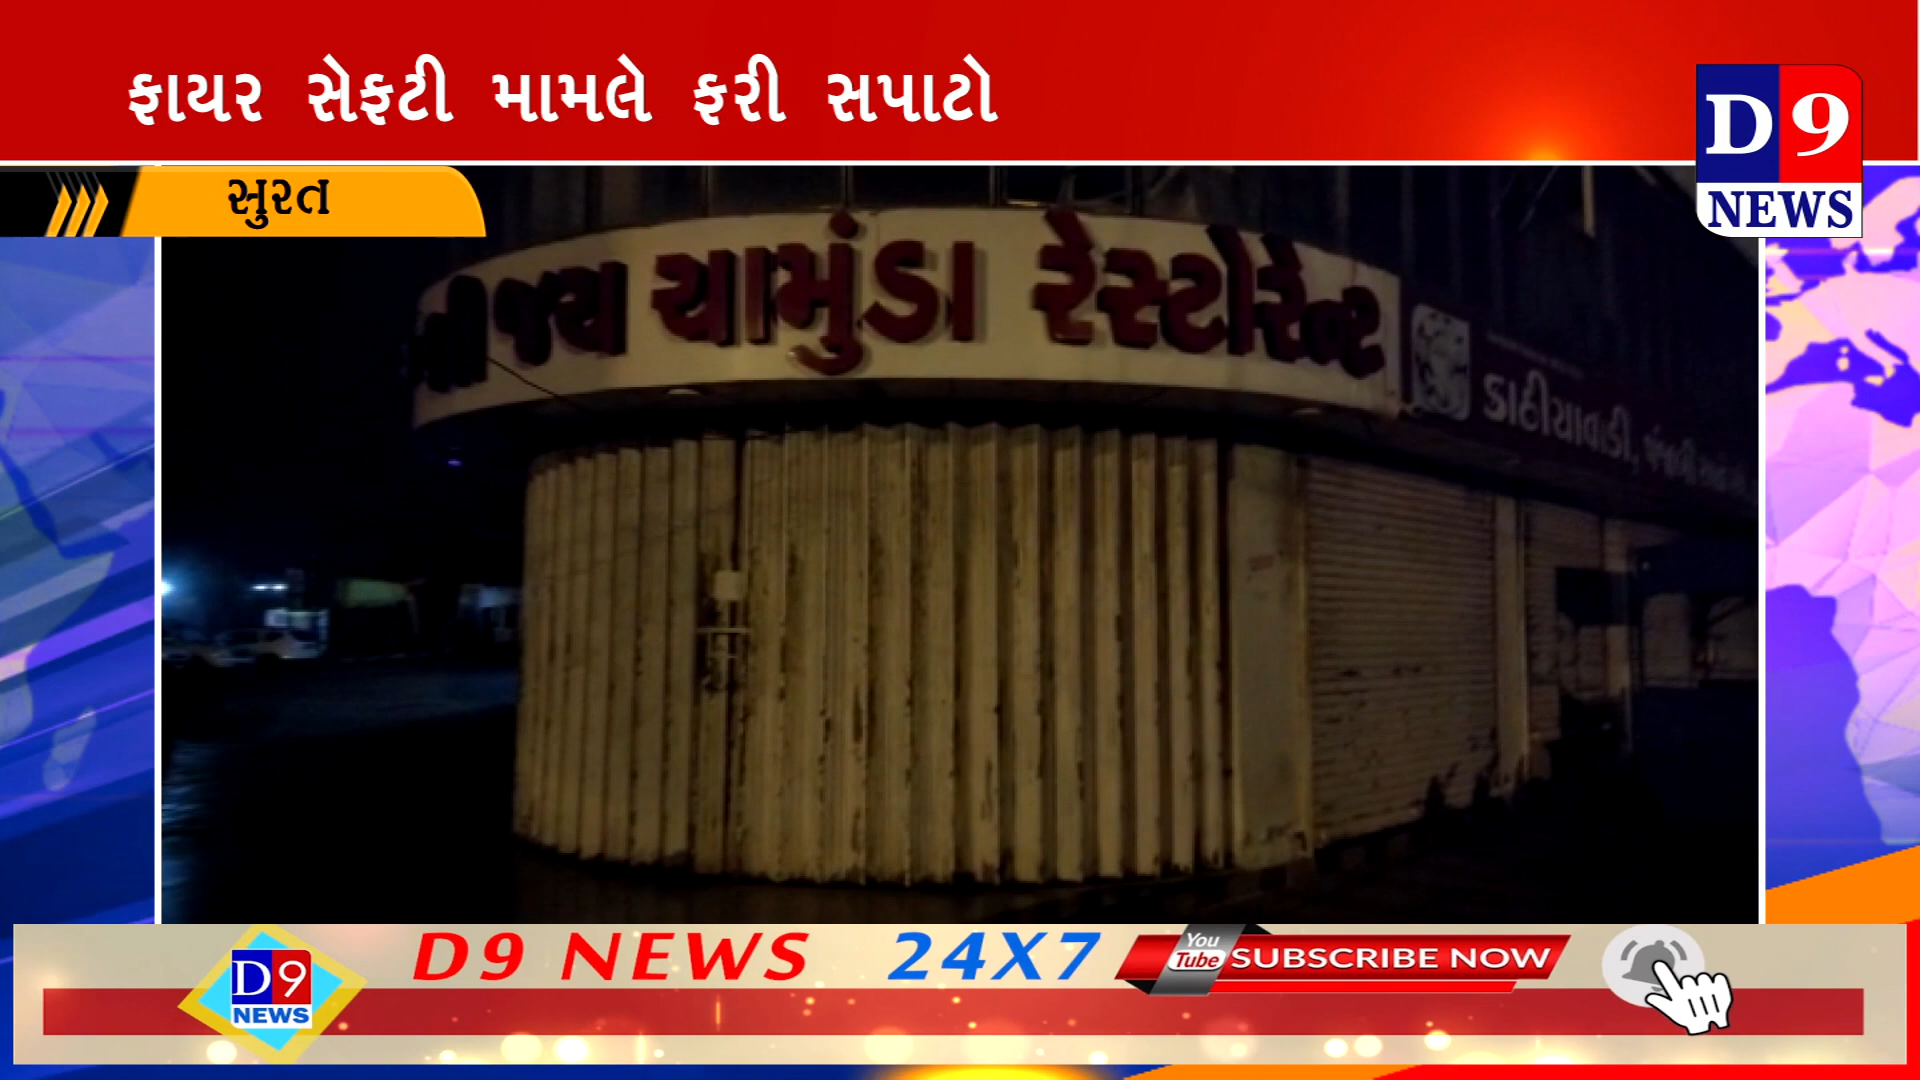 ફાયર સેફટી મામલે ફરી સપાટો
D9
NEWS
સુરત
શ્રી જય ચામુંડા રેસ્ટોરેન્ટ
કાઠીયાવાડી,
D9
NEWS
D9 NEWS 24X7
You
Tube
SUBSCRIBE NOW